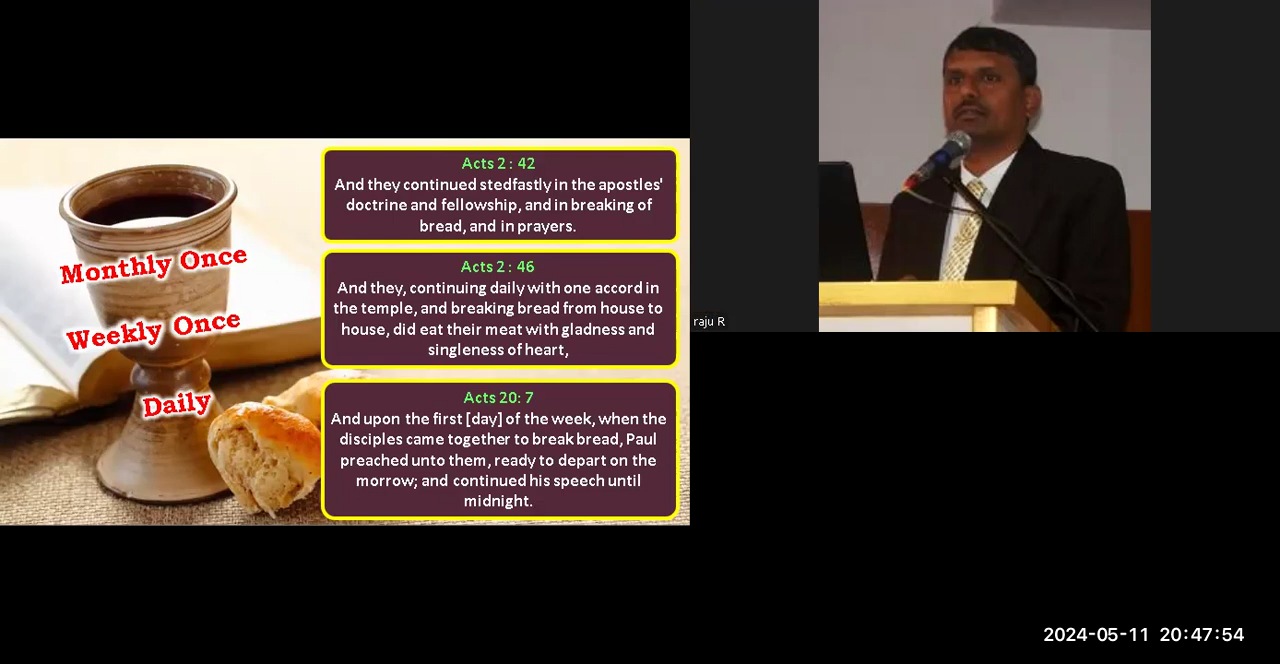 Monthly Once
Weekly Once
Daily
Acts 2 : 42
And they continued stedfastly in the apostles'
doctrine and fellowship, and in breaking of
bread, and in prayers.
Acts 2 : 46
And they, continuing daily with one accord in
the temple, and breaking bread from house to
house, did eat their meat with gladness and
singleness of heart,
Acts 20: 7
And upon the first [day] of the week, when the
disciples came together to break bread, Paul
preached unto them, ready to depart on the
morrow; and continued his speech until
midnight.
raju R
2024-05-11 20:47:54